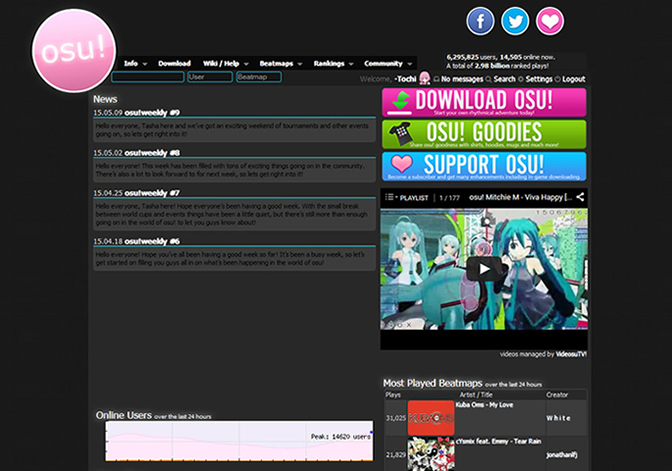 osu!
6,295,825 users, 14,505 online now.
A total of 2.98 billion ranked plays!
Info Download Wiki / Help Beatmaps Rankings Community
User Beatmap
Welcome, -Tochi No messages Search Settings Logout
News
15.05.09 osu!weekly #9
Hello everyone, Tasha here and we've got an exciting weekend of tournaments and other events
going on, so lets get right into it!
15.05.02 osu!weekly #8
Hello everyone! This week has been filled with tons of exciting things going on in the community.
There's also a lot to look forward to for next week, so lets get into it!
15.04.25 osu!weekly #7
Hello everyone, Tasha here! Hope everyone's been having a good week. With the small break
between world cups and events things have been a little quiet, but there's still more than enough
going on in the world of osu! to let you guys know about!
15.04.18 osu!weekly #6
Hello everyone! Hope you've all been having a good week so far! It's been a busy week, so let's
get started on filling you guys all in on what's been happening in the world of osu!
DOWNLOAD OSU!
Start your own rhythmical adventure today!
OSU! GOODIES
Share osu! goodness with shirts, hoodies, mugs and much more!
SUPPORT OSU!
Become a subscriber and get many enhancements including in-game downloading.
PLAYLIST 1 / 177 osu! Mitchie M - Viva Happy [...
videos managed by VideosuTV!
Online Users over the last 24 hours
Peak: 14620 users
Most Played Beatmaps over the last 24 hours
Plays Artist / Title Creator
31,025 Kuba Oms - My Love W h i t e
21,829 cYsmix feat. Emmy - Tear Rain jonathanlfj